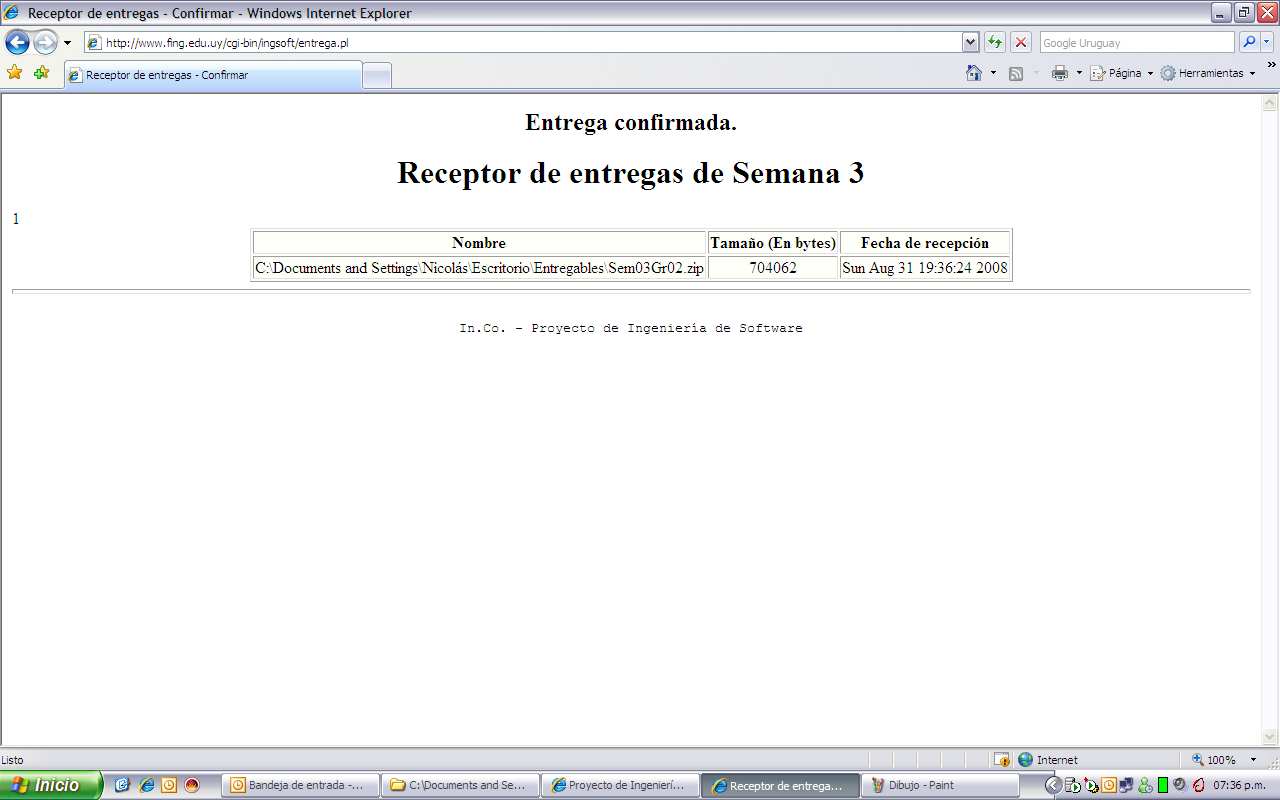 Receptor de entregas - Confirmar - Windows Internet Explorer
http://www.fing.edu.uy/cgi-bin/ingsoft/entrega.pl
Google Uruguay
Receptor de entregas - Confirmar
Página
Herramientas
Entrega confirmada.
Receptor de entregas de Semana 3
1
Nombre Tamaño (En bytes) Fecha de recepción
C:\Documents and Settings\Nicolás\Escritorio\Entregables\Sem03Gr02.zip 704062 Sun Aug 31 19:36:24 2008
In.Co. - Proyecto de Ingeniería de Software
Listo
Internet
100%
Inicio
Bandeja de entrada -...
C:\Documents and Se...
Proyecto de Ingenierí...
Receptor de entrega...
Dibujo - Paint
07:36 p.m.